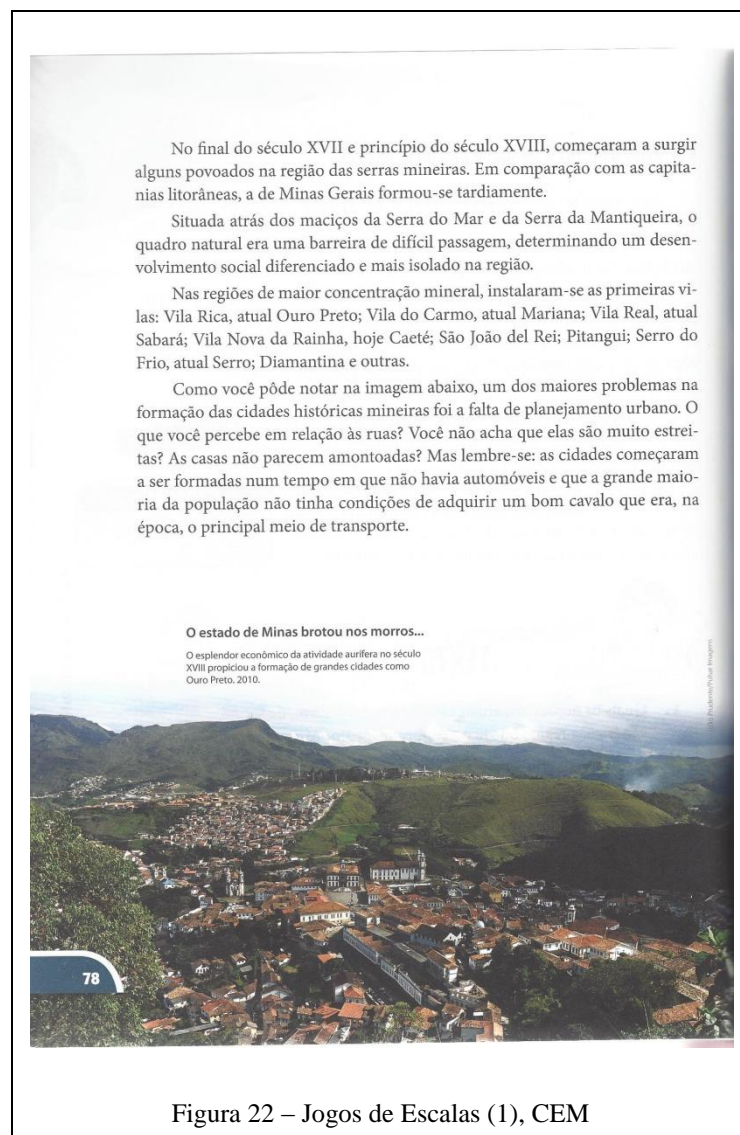 No final do século XVII e princípio do século XVIII, começaram a surgir
alguns povoados na região das serras mineiras. Em comparação com as capita-
nias litorâneas, a de Minas Gerais formou-se tardiamente.
Situada atrás dos maciços da Serra do Mar e da Serra da Mantiqueira, o
quadro natural era uma barreira de difícil passagem, determinando um desen-
volvimento social diferenciado e mais isolado na região.
Nas regiões de maior concentração mineral, instalaram-se as primeiras vi-
las: Vila Rica, atual Ouro Preto; Vila do Carmo, atual Mariana; Vila Real, atual
Sabará; Vila Nova da Rainha, hoje Caeté; São João del Rei; Pitangui; Serro do
Frio, atual Serro; Diamantina e outras.
Como você pôde notar na imagem abaixo, um dos maiores problemas na
formação das cidades históricas mineiras foi a falta de planejamento urbano. O
que você percebe em relação às ruas? Você não acha que elas são muito estrei-
tas? As casas não parecem amontoadas? Mas lembre-se: as cidades começaram
a ser formadas num tempo em que não havia automóveis e que a grande maio-
ria da população não tinha condições de adquirir um bom cavalo que era, na
época, o principal meio de transporte.
O estado de Minas brotou nos morros...
O esplendor econômico da atividade aurífera no século
XVIII propiciou a formação de grandes cidades como
Ouro Preto. 2010.
Prudente/Pulsar Imagens
78
Figura 22 – Jogos de Escalas (1), CEM